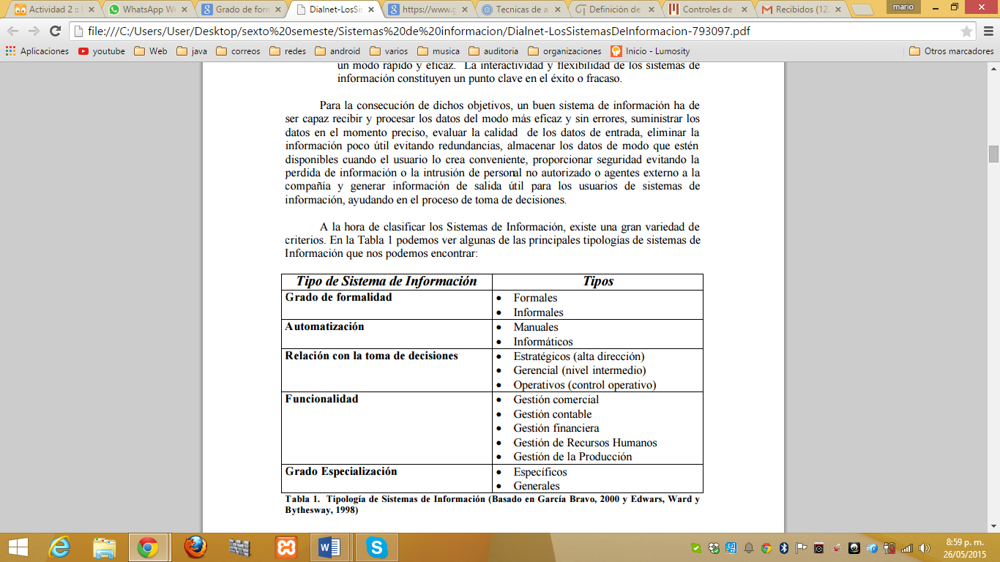 Actividad 2 ::
WhatsApp W
Grado de for
Dialnet-LosSis
https://www.g
Tecnicas de a
Definición de
Controles de
Recibidos (12
mario
file:///C:/Users/User/Desktop/sexto%20semeste/Sistemas%20de%20informacion/Dialnet-LosSistemasDeInformacion-793097.pdf
Aplicaciones youtube Web java correos redes android varios musica auditoria organizaciones Inicio - Lumosity Otros marcadores
un modo rápido y eficaz. La interactividad y flexibilidad de los sistemas de
información constituyen un punto clave en el éxito o fracaso.
Para la consecución de dichos objetivos, un buen sistema de información ha de
ser capaz recibir y procesar los datos del modo más eficaz y sin errores, suministrar los
datos en el momento preciso, evaluar la calidad de los datos de entrada, eliminar la
información poco útil evitando redundancias, almacenar los datos de modo que estén
disponibles cuando el usuario lo crea conveniente, proporcionar seguridad evitando la
perdida de información o la intrusión de personal no autorizado o agentes externo a la
compañía y generar información de salida útil para los usuarios de sistemas de
información, ayudando en el proceso de toma de decisiones.
A la hora de clasificar los Sistemas de Información, existe una gran variedad de
criterios. En la Tabla 1 podemos ver algunas de las principales tipologías de sistemas de
Información que nos podemos encontrar:
Tipo de Sistema de Información Tipos
Grado de formalidad • Formales
• Informales
Automatización • Manuales
• Informáticos
Relación con la toma de decisiones • Estratégicos (alta dirección)
• Gerencial (nivel intermedio)
• Operativos (control operativo)
Funcionalidad • Gestión comercial
• Gestión contable
• Gestión financiera
• Gestión de Recursos Humanos
• Gestión de la Producción
Grado Especialización • Específicos
• Generales
Tabla 1. Tipología de Sistemas de Información (Basado en García Bravo, 2000 y Edwars, Ward y
Bythesway, 1998)
8:59 p. m.
26/05/2015